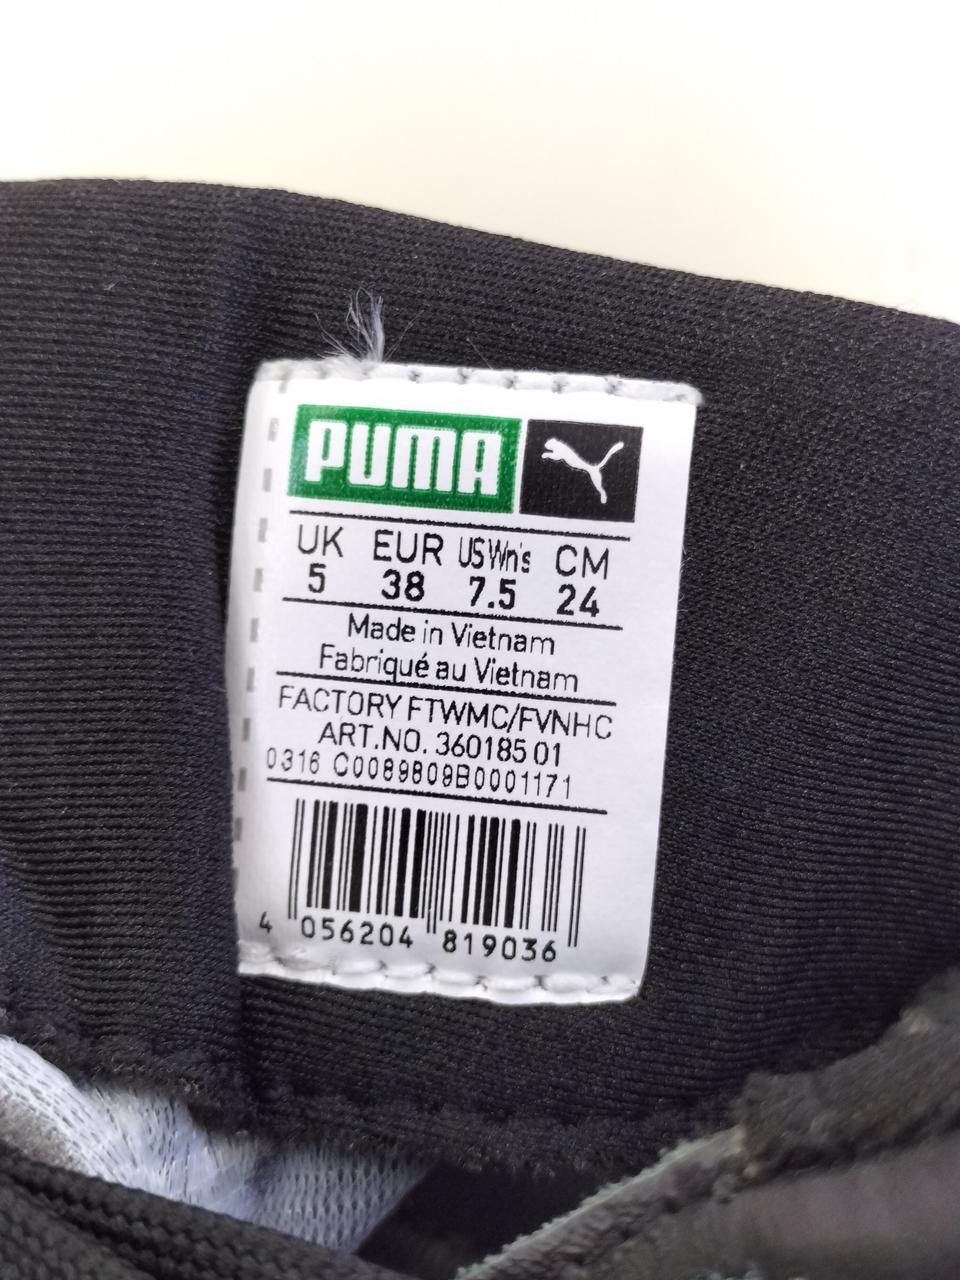 PUMA
UK EUR US Wn's CM
5 38 7.5 24
Made in Vietnam
Fabriqué au Vietnam
FACTORY FTWMC/FVNHC
ART.NO. 360185 01
0316 C0089809B0001171
4 056204 819036